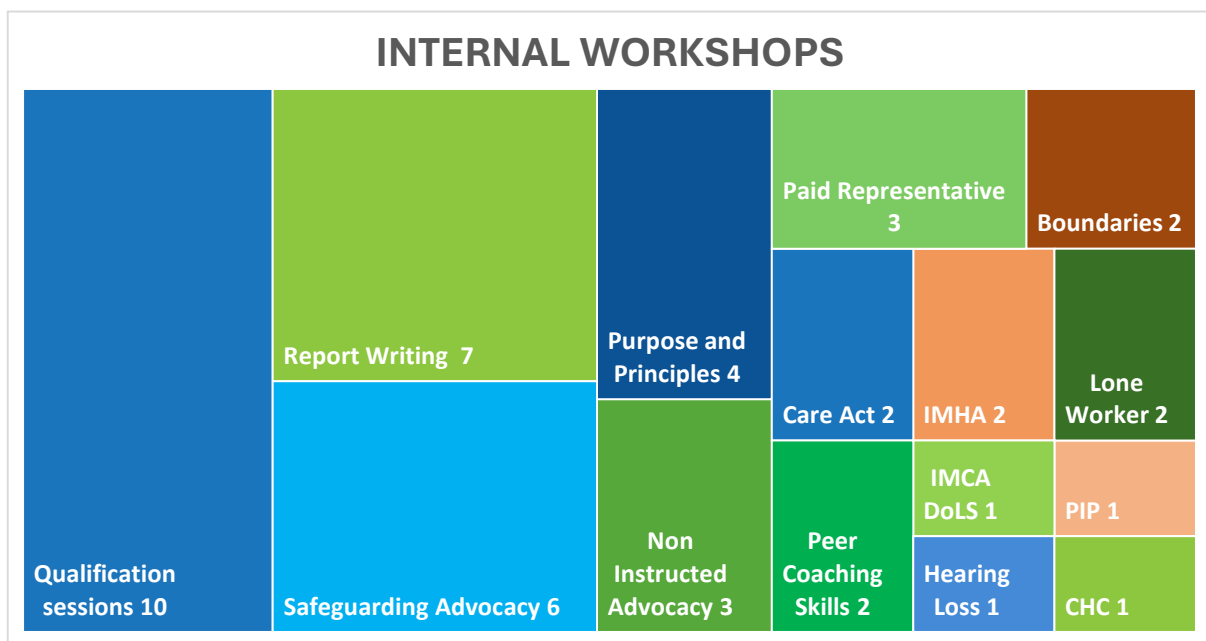 INTERNAL WORKSHOPS
Qualification
sessions 10
Report Writing 7
Safeguarding Advocacy 6
Purpose and
Principles 4
Non
Instructed
Advocacy 3
Paid Representative
3
Boundaries 2
Care Act 2
IMHA 2
Lone
Worker 2
Peer
Coaching
Skills 2
IMCA
DoLS 1
PIP 1
Hearing
Loss 1
CHC 1